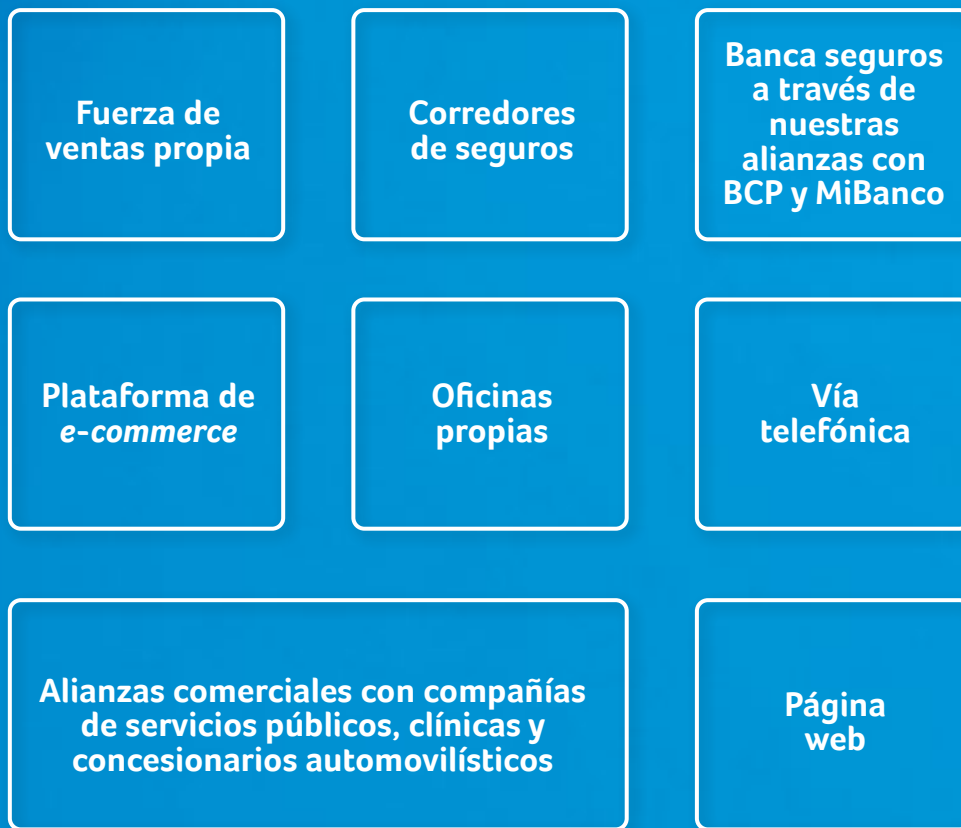 Fuerza de
ventas propia
Corredores
de seguros
Banca seguros
a través de
nuestras
alianzas con
BCP y MiBanco
Plataforma de
e-commerce
Oficinas
propias
Vía
telefónica
Alianzas comerciales con compañías
de servicios públicos, clínicas y
concesionarios automovilísticos
Página
web